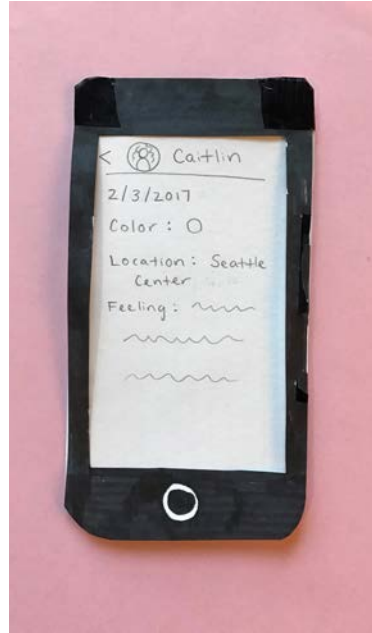 < Caitlin
2/3/2017
Color: O
Location: Seattle
Center
Feeling: